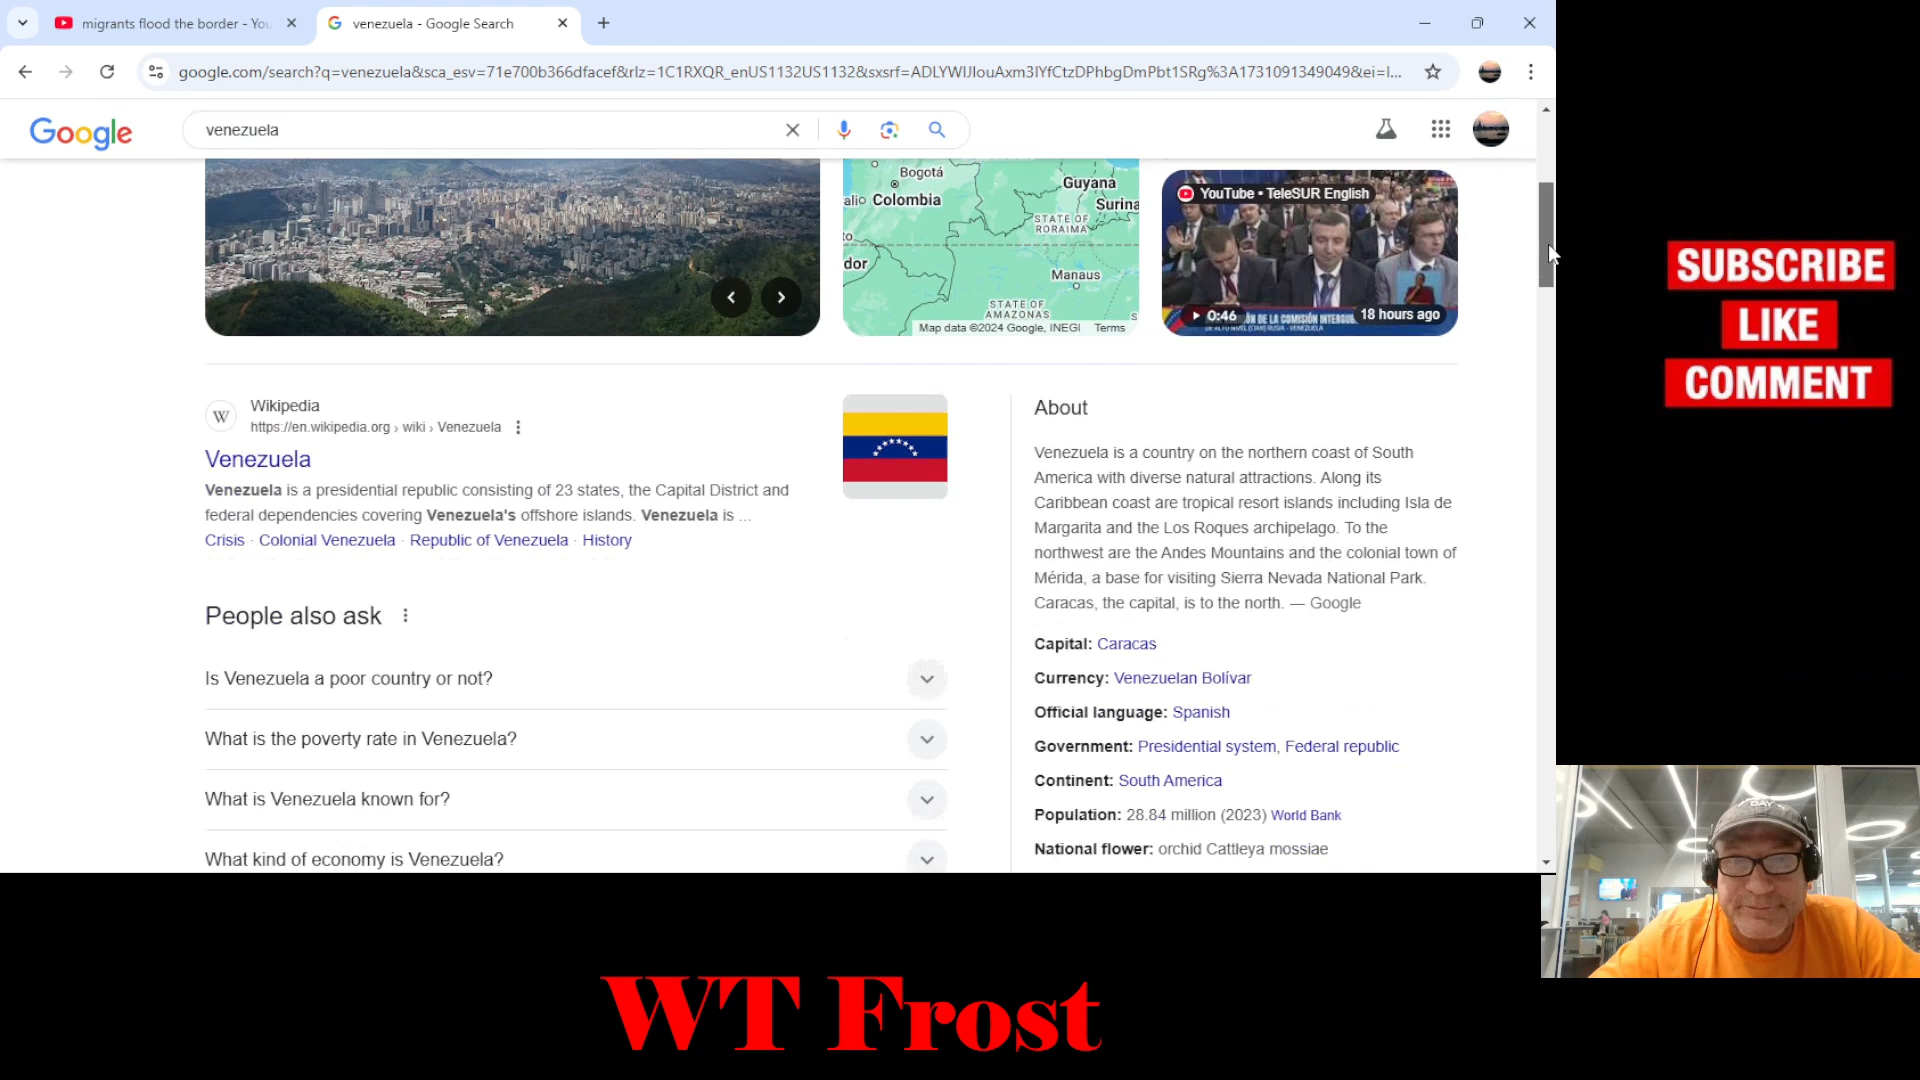 migrants flood the border - You
venezuela - Google Search
google.com/search?q=venezuela&sca_esv=71e700b366dfacef&rlz=1C1RXQR_enUS1132US1132&sxsrf=ADLYWIJIouAxm3IYfCtzDPhbgDmPbt1SRg%3A1731091349049&ei=I...
Google
venezuela
Bogotá
Colombia
Guyana
Surina
STATE OF
RORAIMA
dor
Manaus
STATE OF
AMAZONAS
Map data ©2024 Google, INEGI Terms
YouTube • TeleSUR English
0:46
18 hours ago
SUBSCRIBE
LIKE
COMMENT
Wikipedia
https://en.wikipedia.org › wiki › Venezuela
Venezuela
Venezuela is a presidential republic consisting of 23 states, the Capital District and
federal dependencies covering Venezuela's offshore islands. Venezuela is ...
Crisis · Colonial Venezuela · Republic of Venezuela · History
People also ask
Is Venezuela a poor country or not?
What is the poverty rate in Venezuela?
What is Venezuela known for?
What kind of economy is Venezuela?
About
Venezuela is a country on the northern coast of South
America with diverse natural attractions. Along its
Caribbean coast are tropical resort islands including Isla de
Margarita and the Los Roques archipelago. To the
northwest are the Andes Mountains and the colonial town of
Mérida, a base for visiting Sierra Nevada National Park.
Caracas, the capital, is to the north. — Google
Capital: Caracas
Currency: Venezuelan Bolívar
Official language: Spanish
Government: Presidential system, Federal republic
Continent: South America
Population: 28.84 million (2023) World Bank
National flower: orchid Cattleya mossiae
WT Frost